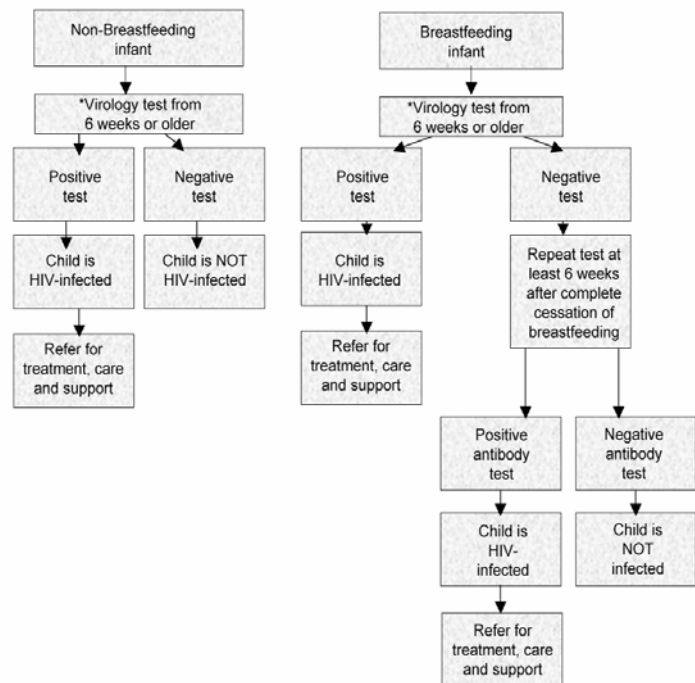 Non-Breastfeeding
infant
*Virology test from
6 weeks or older
Positive
test
Negative
test
Child is
HIV-infected
Child is NOT
HIV-infected
Refer for
treatment, care
and support
Breastfeeding
infant
*Virology test from
6 weeks or older
Positive
test
Negative
test
Child is
HIV-infected
Repeat test at
least 6 weeks
after complete
cessation of
breastfeeding
Refer for
treatment, care
and support
Positive
antibody
test
Negative
antibody
test
Child is
HIV-
infected
Child is
NOT
infected
Refer for
treatment, care
and support